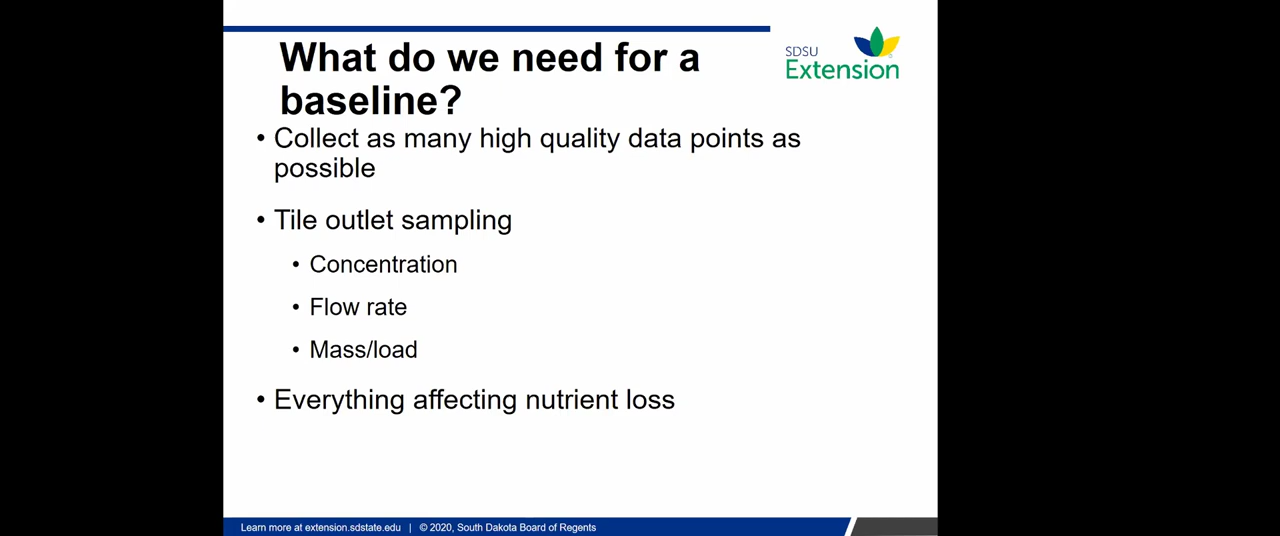 What do we need for a
baseline?
SDSU
Extension
• Collect as many high quality data points as
possible
• Tile outlet sampling
• Concentration
• Flow rate
• Mass/load
• Everything affecting nutrient loss
Learn more at extension.sdstate.edu | © 2020, South Dakota Board of Regents